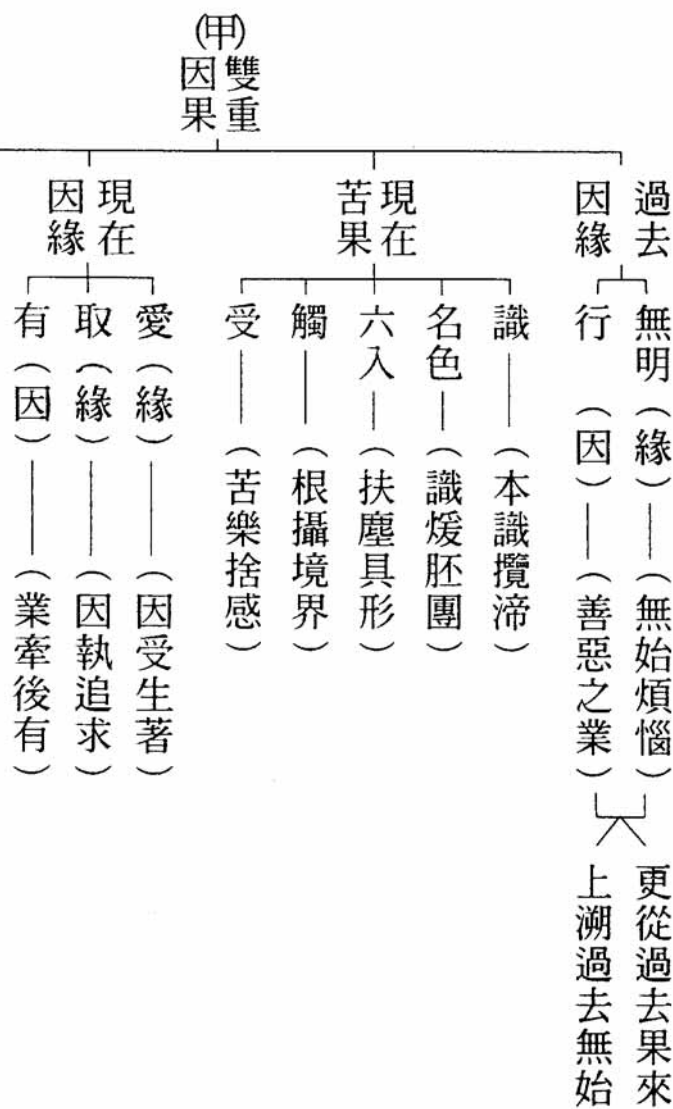 (甲)雙重
因果
過去
因緣
無明(緣)——(無始煩惱)
行(因)——(善惡之業)
更從過去果來
上溯過去無始
現在
苦果
識——(本識攬渧)
名色—(識煖胚團)
六入—(扶塵具形)
觸——(根攝境界)
受——(苦樂捨感)
現在
因緣
愛(緣)——(因受生著)
取(緣)——(因執追求)
有(因)——(業牽後有)